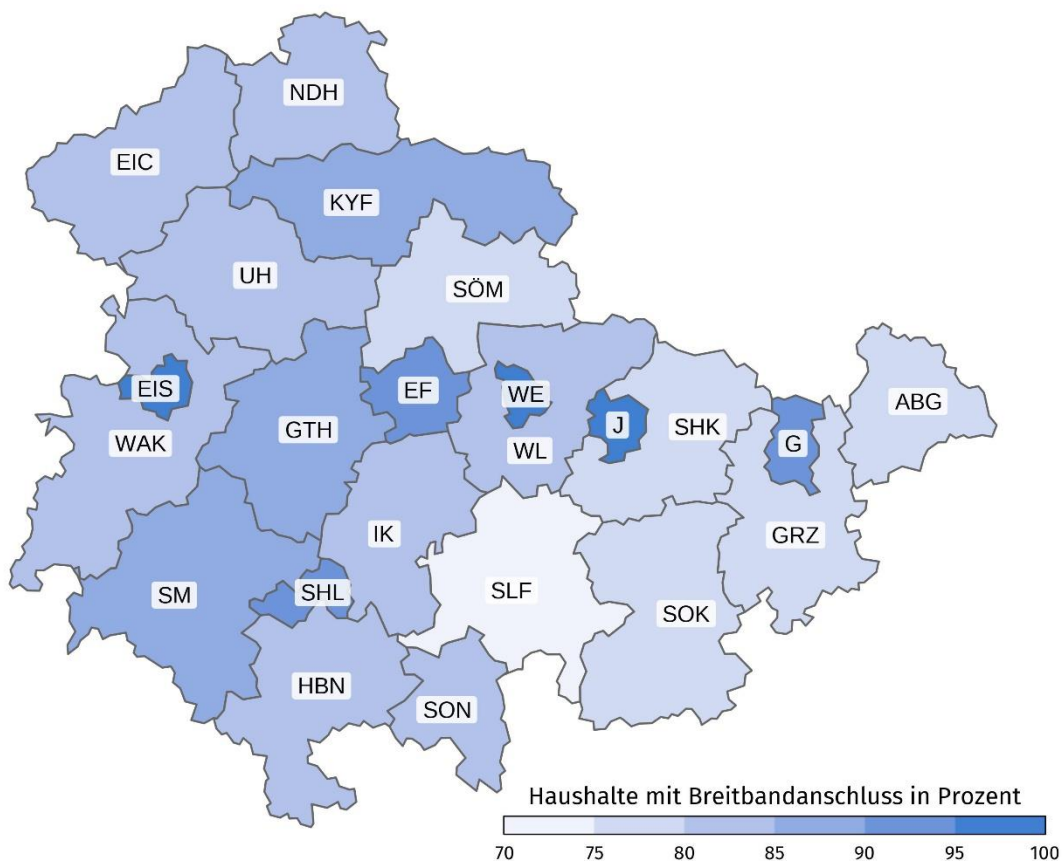 NDH
EIC
KYF
UH
SÖM
EIS
EF
WE
ABG
GTH
J
SHK
G
WAK
WL
IK
GRZ
SM
SHL
SLF
SOK
HBN
SON
Haushalte mit Breitbandanschluss in Prozent
70 75 80 85 90 95 100